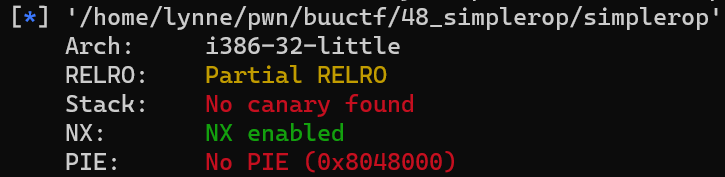 [*] '/home/lynne/pwn/buuctf/48_simplerop/simplerop'
Arch: i386-32-little
RELRO: Partial RELRO
Stack: No canary found
NX: NX enabled
PIE: No PIE (0x8048000)